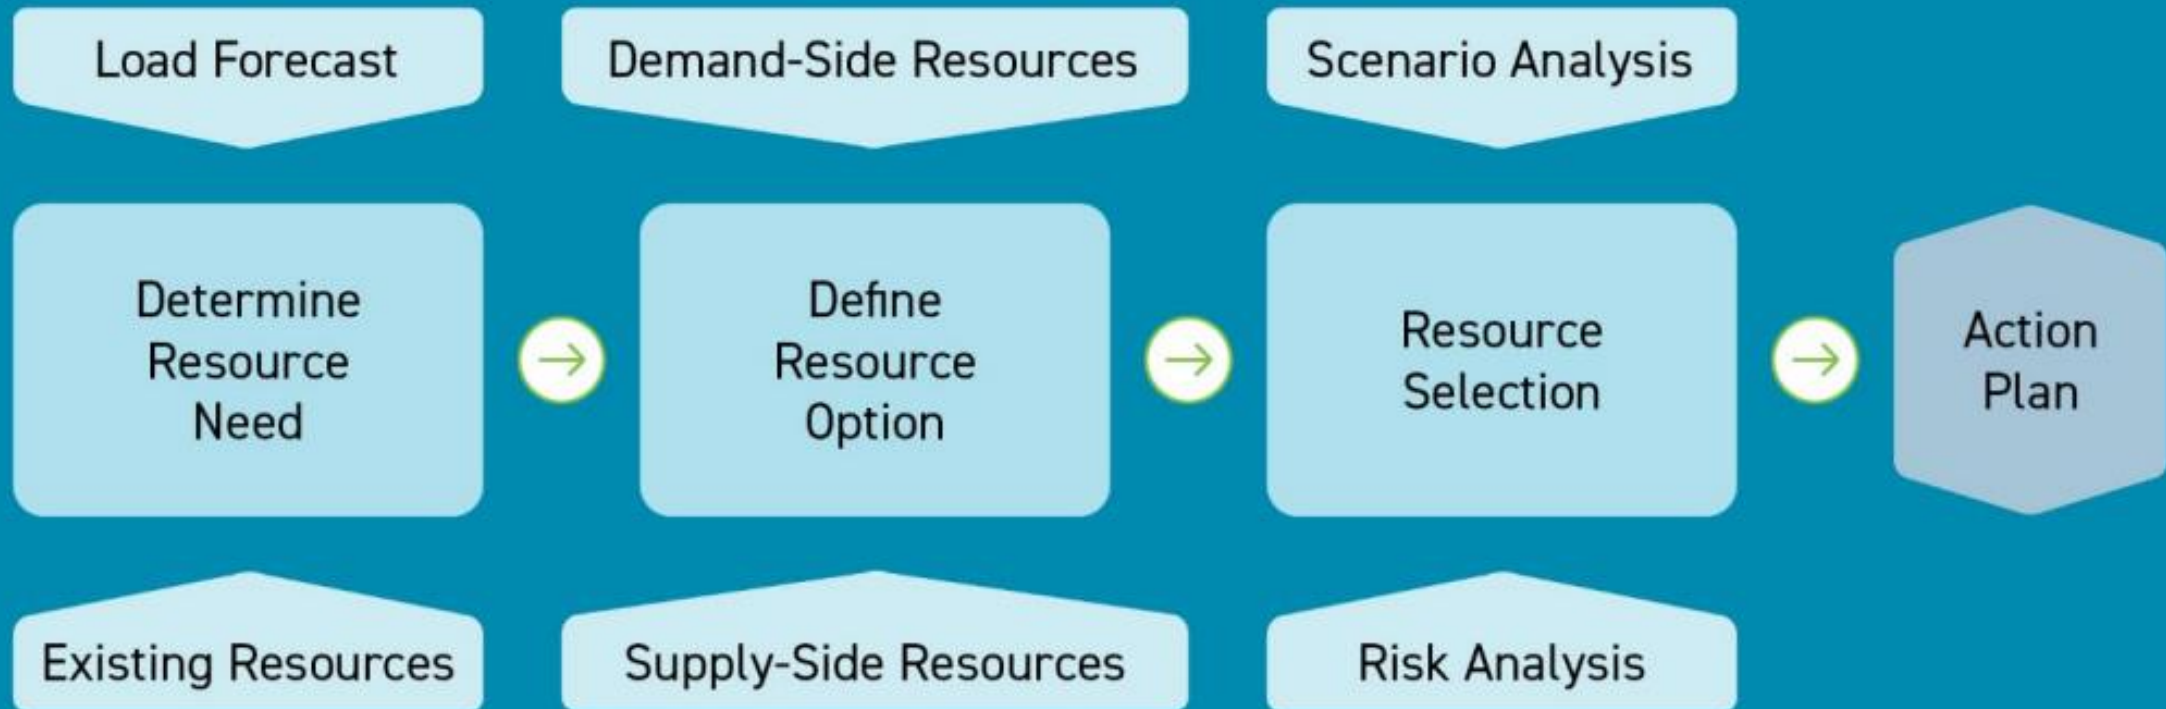 Load Forecast
Demand-Side Resources
Scenario Analysis
Determine
Resource
Need
Define
Resource
Option
Resource
Selection
Action
Plan
Existing Resources
Supply-Side Resources
Risk Analysis